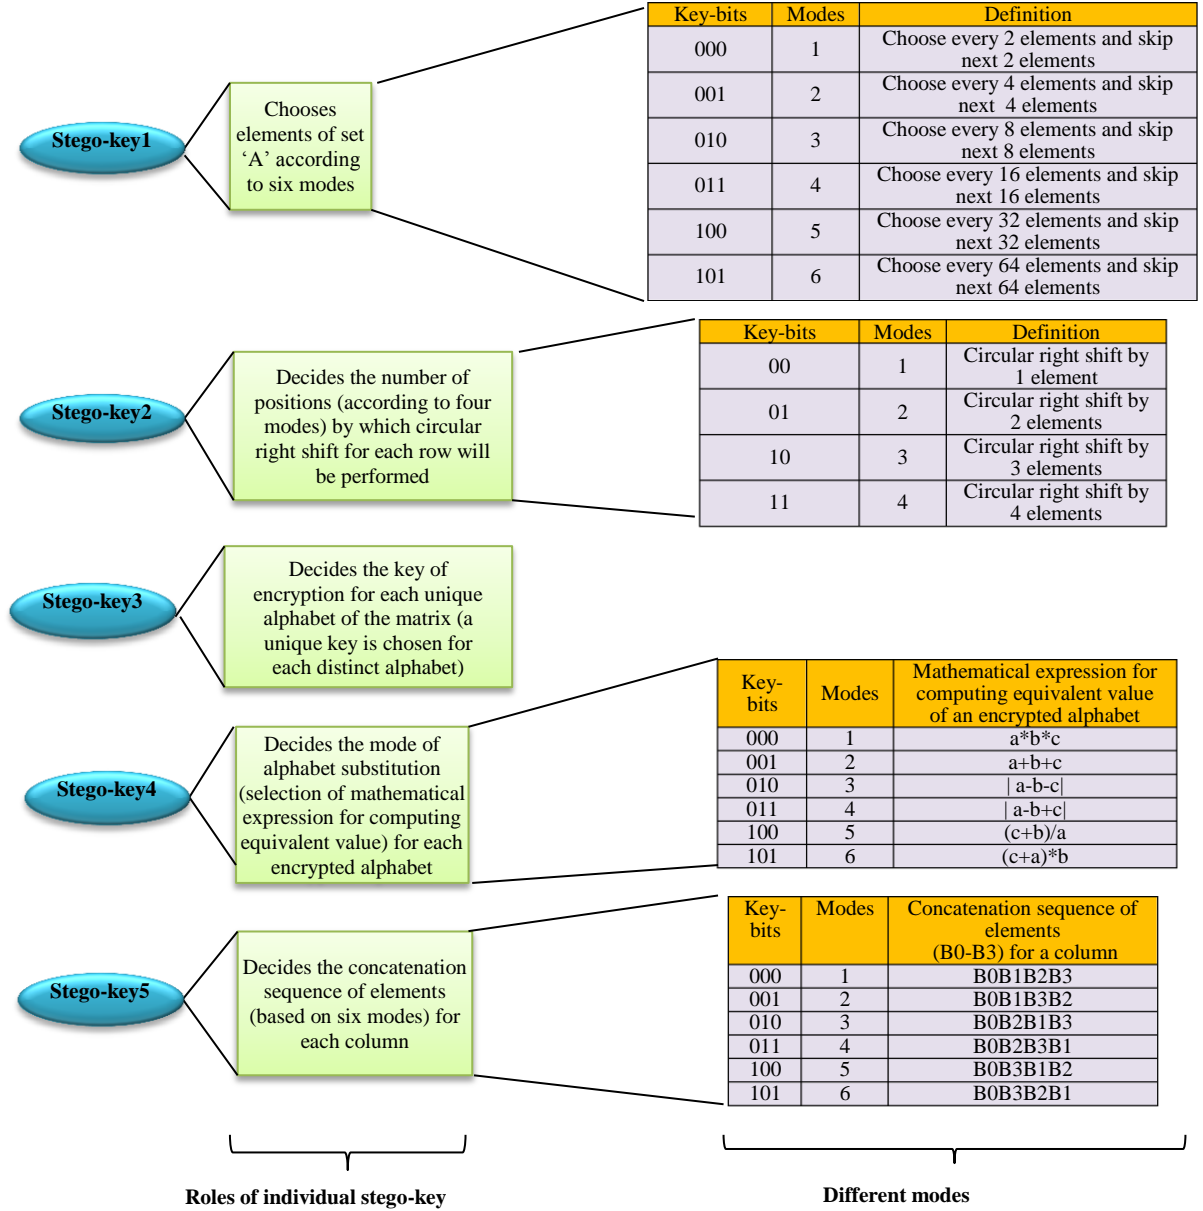 Stego-key1
Chooses
elements of set
‘A’ according
to six modes
Key-bits Modes Definition
000 1 Choose every 2 elements and skip
next 2 elements
001 2 Choose every 4 elements and skip
next 4 elements
010 3 Choose every 8 elements and skip
next 8 elements
011 4 Choose every 16 elements and skip
next 16 elements
100 5 Choose every 32 elements and skip
next 32 elements
101 6 Choose every 64 elements and skip
next 64 elements
Stego-key2
Decides the number of
positions (according to four
modes) by which circular
right shift for each row will
be performed
Key-bits Modes Definition
00 1 Circular right shift by
1 element
01 2 Circular right shift by
2 elements
10 3 Circular right shift by
3 elements
11 4 Circular right shift by
4 elements
Stego-key3
Decides the key of
encryption for each unique
alphabet of the matrix (a
unique key is chosen for
each distinct alphabet)
Stego-key4
Decides the mode of
alphabet substitution
(selection of mathematical
expression for computing
equivalent value) for each
encrypted alphabet
Key-
bits
Modes
Mathematical expression for
computing equivalent value
of an encrypted alphabet
000 1 a*b*c
001 2 a+b+c
010 3 | a-b-c|
011 4 | a-b+c|
100 5 (c+b)/a
101 6 (c+a)*b
Stego-key5
Decides the concatenation
sequence of elements
(based on six modes) for
each column
Key-
bits
Modes
Concatenation sequence of
elements
(B0-B3) for a column
000 1 B0B1B2B3
001 2 B0B1B3B2
010 3 B0B2B1B3
011 4 B0B2B3B1
100 5 B0B3B1B2
101 6 B0B3B2B1
Roles of individual stego-key
Different modes